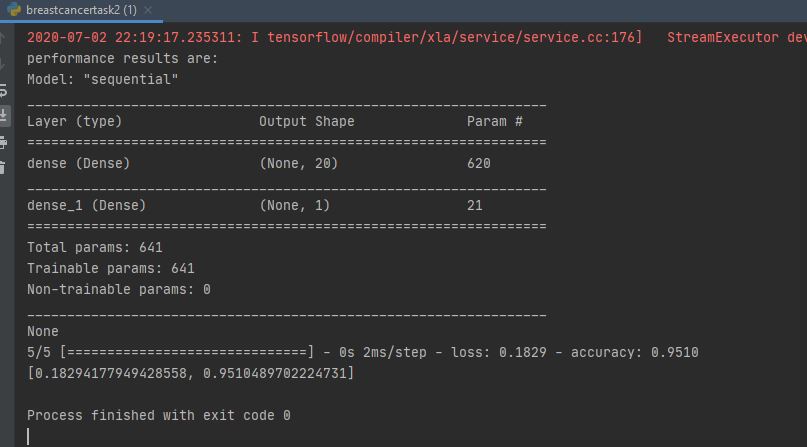 breastcancertask2 (1)
2020-07-02 22:19:17.235311: I tensorflow/compiler/xla/service/service.cc:176]   StreamExecutor dev
performance results are:
Model: "sequential"
_________________________________________________________________
Layer (type)                 Output Shape              Param #
=================================================================
dense (Dense)                (None, 20)                620
_________________________________________________________________
dense_1 (Dense)              (None, 1)                 21
=================================================================
Total params: 641
Trainable params: 641
Non-trainable params: 0
_________________________________________________________________
None
5/5 [==============================] - 0s 2ms/step - loss: 0.1829 - accuracy: 0.9510
[0.18294177949428558, 0.9510489702224731]
Process finished with exit code 0